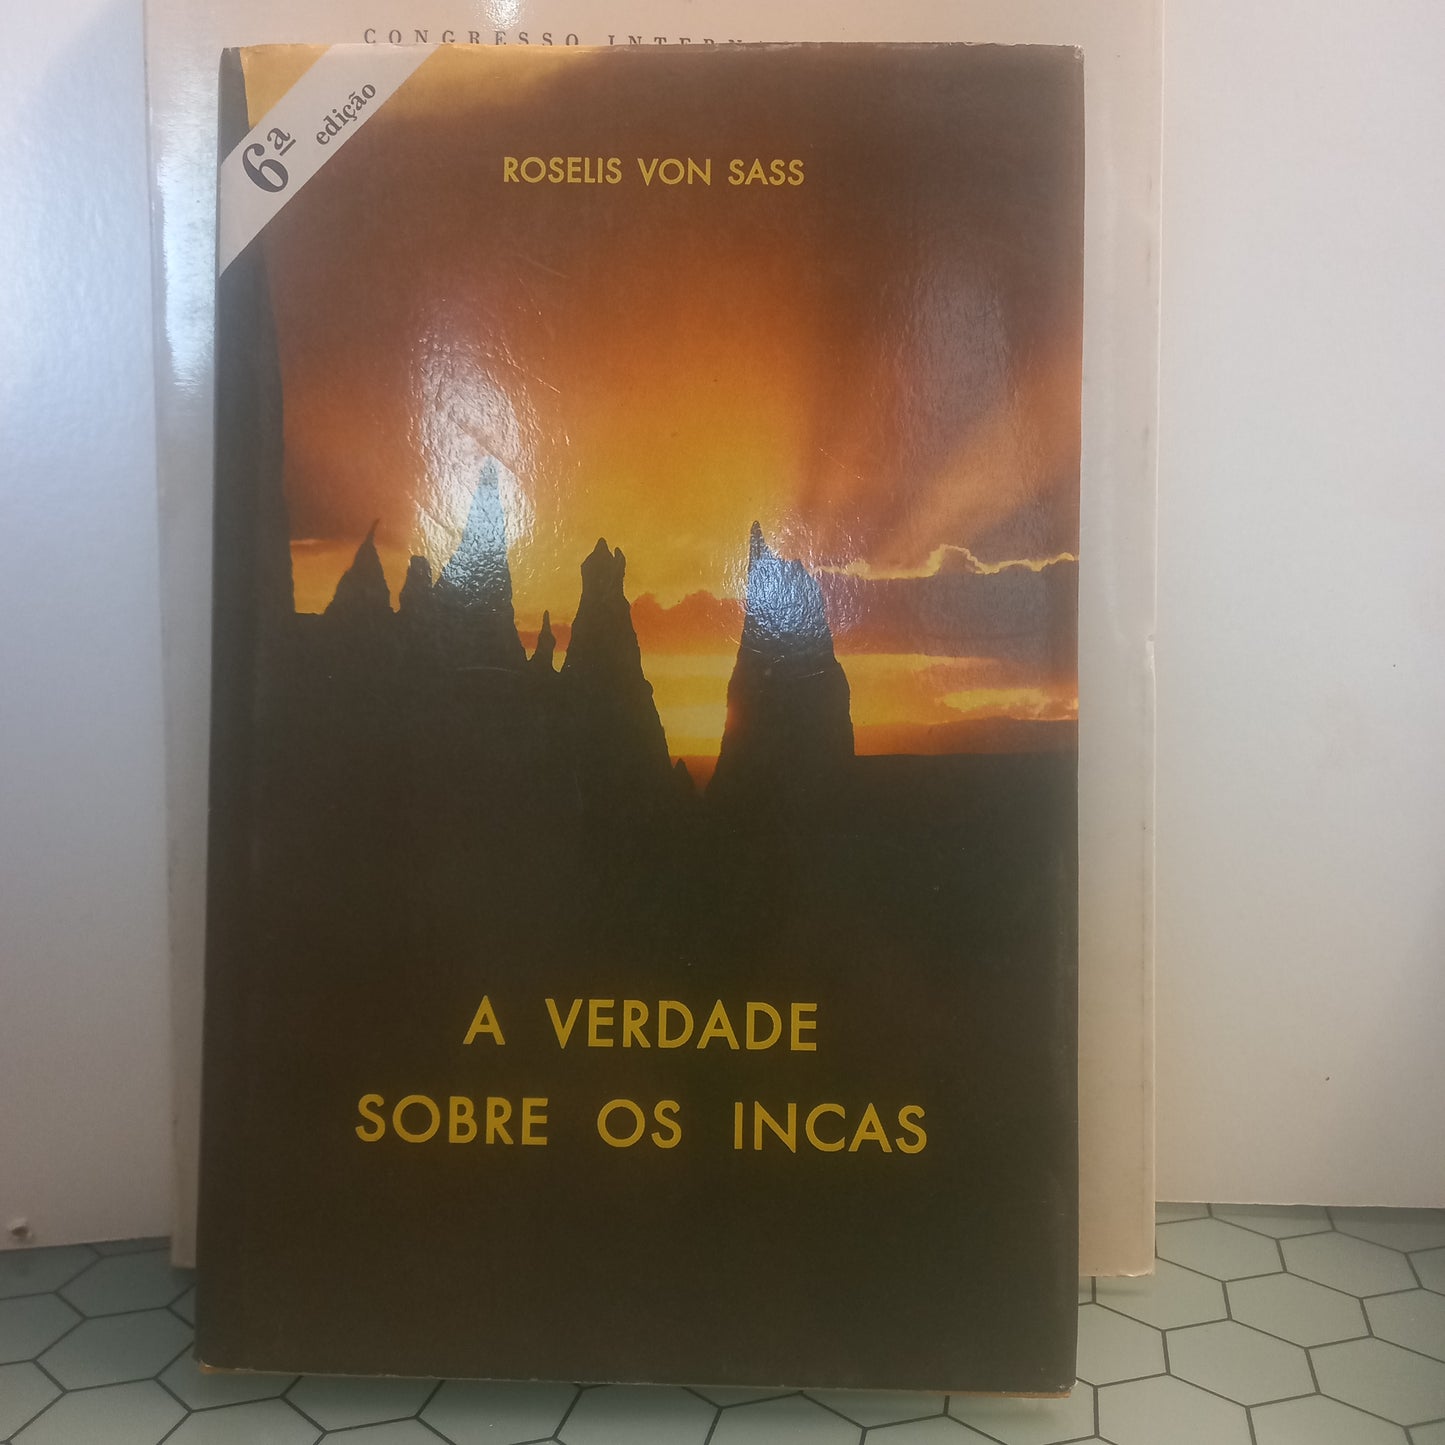 CONGRESSO
6ª edição
ROSELIS VON SASS
A VERDADE
SOBRE OS INCAS